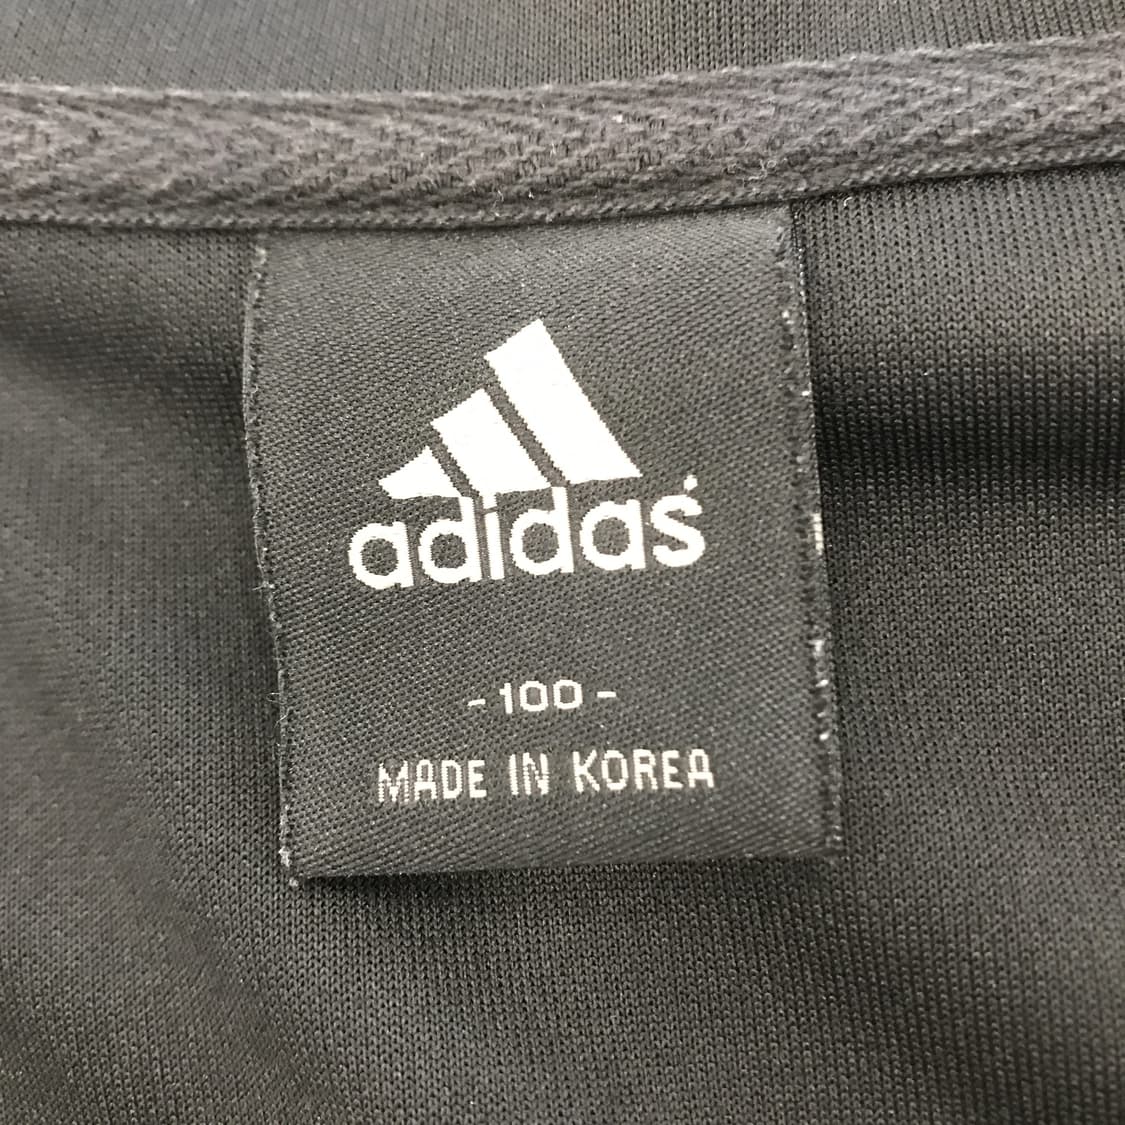 adidas
-100-
MADE IN KOREA